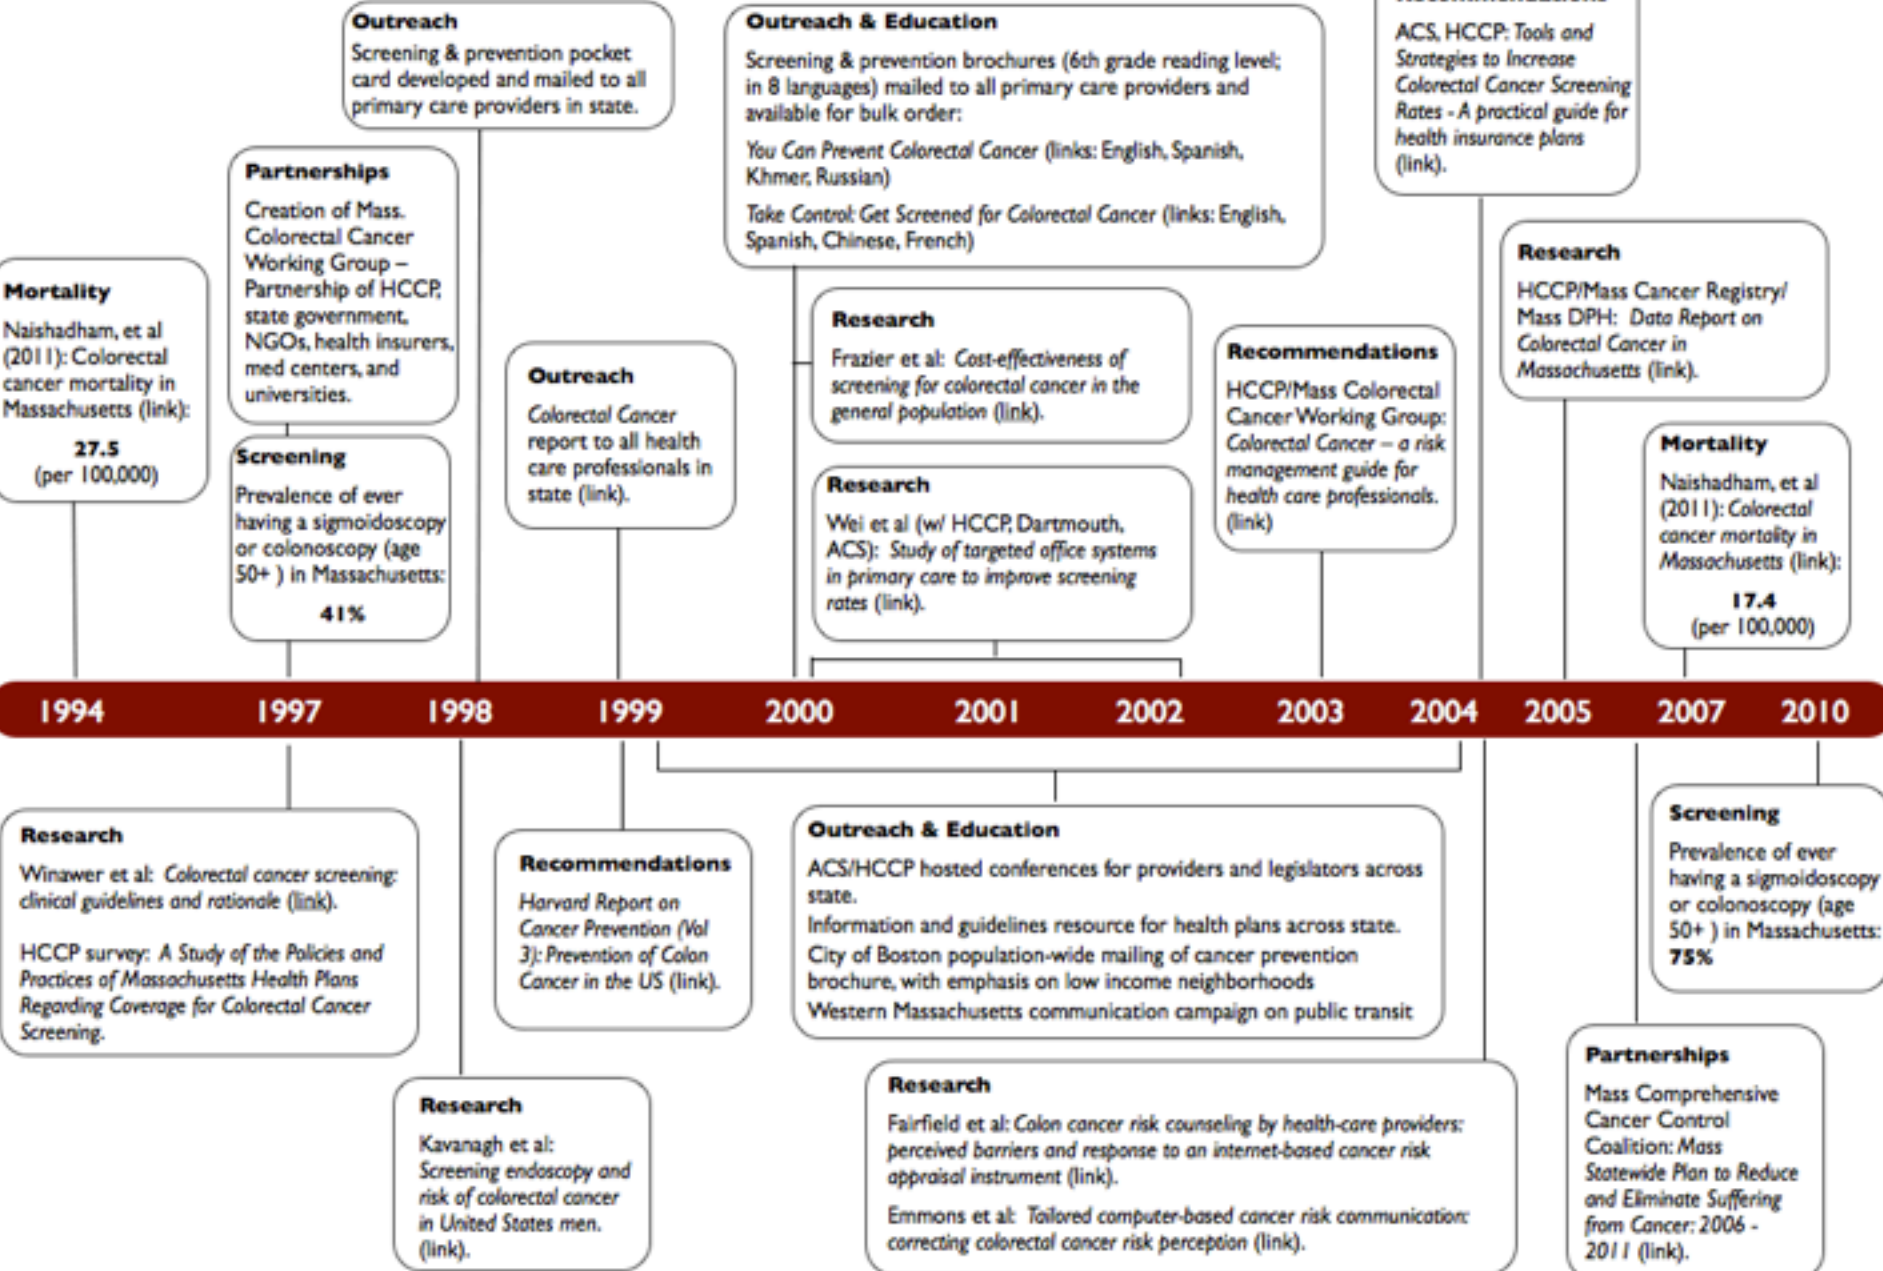 Outreach
Screening & prevention pocket
card developed and mailed to all
primary care providers in state.
Outreach & Education
Screening & prevention brochures (6th grade reading level;
in 8 languages) mailed to all primary care providers and
available for bulk order:
You Can Prevent Colorectal Cancer (links: English, Spanish,
Khmer, Russian)
Take Control: Get Screened for Colorectal Cancer (links: English,
Spanish, Chinese, French)
ACS, HCCP: Tools and
Strategies to Increase
Colorectal Cancer Screening
Rates - A practical guide for
health insurance plans
(link).
Partnerships
Creation of Mass.
Colorectal Cancer
Working Group –
Partnership of HCCP,
state government,
NGOs, health insurers,
med centers, and
universities.
Mortality
Naishadham, et al
(2011): Colorectal
cancer mortality in
Massachusetts (link):
27.5
(per 100,000)
Screening
Prevalence of ever
having a sigmoidoscopy
or colonoscopy (age
50+ ) in Massachusetts:
41%
Outreach
Colorectal Cancer
report to all health
care professionals in
state (link).
Research
Frazier et al: Cost-effectiveness of
screening for colorectal cancer in the
general population (link).
Research
Wei et al (w/ HCCP, Dartmouth,
ACS): Study of targeted office systems
in primary care to improve screening
rates (link).
Recommendations
HCCP/Mass Colorectal
Cancer Working Group:
Colorectal Cancer – a risk
management guide for
health care professionals.
(link)
Research
HCCP/Mass Cancer Registry/
Mass DPH: Data Report on
Colorectal Cancer in
Massachusetts (link).
Mortality
Naishadham, et al
(2011): Colorectal
cancer mortality in
Massachusetts (link):
17.4
(per 100,000)
1994 1997 1998 1999 2000 2001 2002 2003 2004 2005 2007 2010
Research
Winawer et al: Colorectal cancer screening:
clinical guidelines and rationale (link).
HCCP survey: A Study of the Policies and
Practices of Massachusetts Health Plans
Regarding Coverage for Colorectal Cancer
Screening.
Research
Kavanagh et al:
Screening endoscopy and
risk of colorectal cancer
in United States men.
(link).
Recommendations
Harvard Report on
Cancer Prevention (Vol
3): Prevention of Colon
Cancer in the US (link).
Outreach & Education
ACS/HCCP hosted conferences for providers and legislators across
state.
Information and guidelines resource for health plans across state.
City of Boston population-wide mailing of cancer prevention
brochure, with emphasis on low income neighborhoods
Western Massachusetts communication campaign on public transit
Research
Fairfield et al: Colon cancer risk counseling by health-care providers:
perceived barriers and response to an internet-based cancer risk
appraisal instrument (link).
Emmons et al: Tailored computer-based cancer risk communication:
correcting colorectal cancer risk perception (link).
Screening
Prevalence of ever
having a sigmoidoscopy
or colonoscopy (age
50+ ) in Massachusetts:
75%
Partnerships
Mass Comprehensive
Cancer Control
Coalition: Mass
Statewide Plan to Reduce
and Eliminate Suffering
from Cancer: 2006 -
2011 (link).